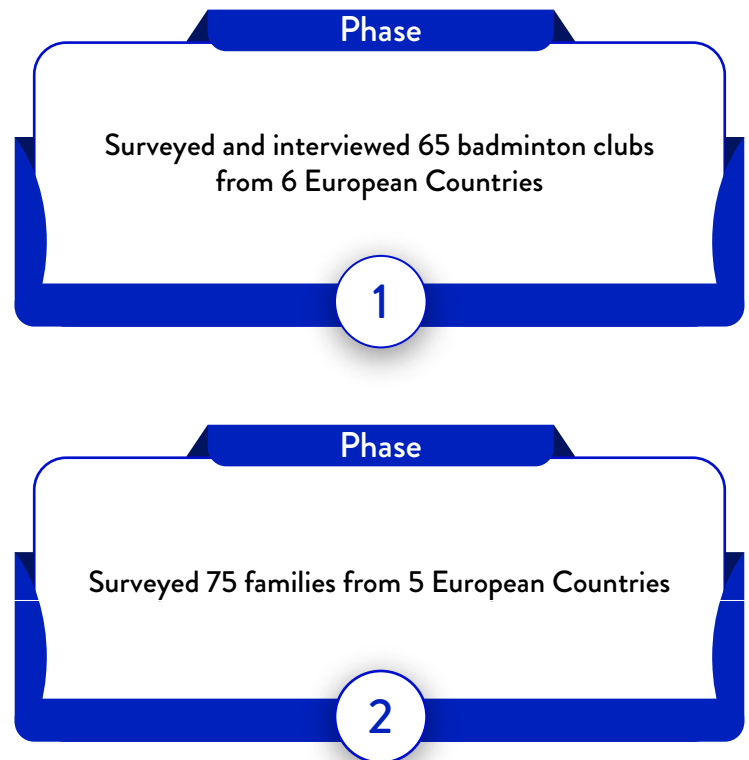 Phase
Surveyed and interviewed 65 badminton clubs
from 6 European Countries
1
Phase
Surveyed 75 families from 5 European Countries
2